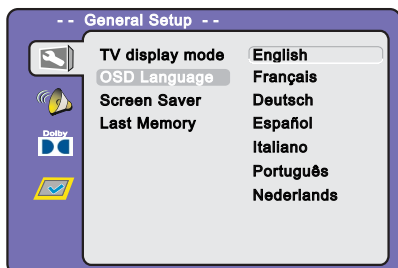 -- General Setup --
TV display mode English
OSD Language Français
Screen Saver Deutsch
Last Memory Español
Dolby Italiano
Português
Nederlands